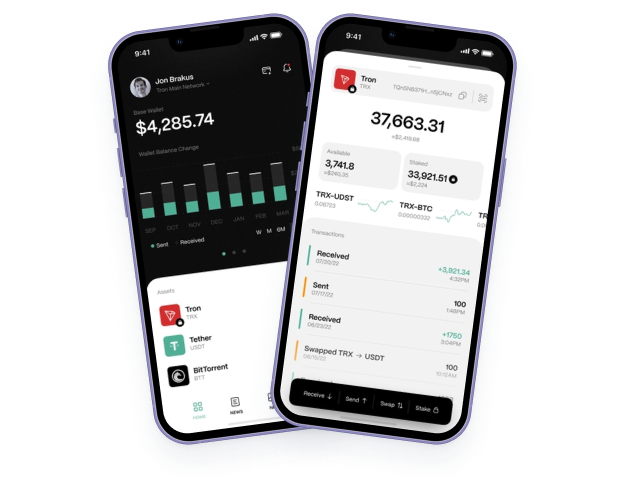 9:41
Jon Brakus
Tron Main Network
Base Wallet
$4,285.74
Wallet Balance Change
SEP OCT NOV DEC JAN FEB MAR
Sent Received
W M 6M
Assets
Tron
TRX
Tether
USDT
BitTorrent
BTT
HOME
NEWS
9:41
Tron
TRX
37,663.31
≈$2,419.68
Available
3,741.8
≈$240.35
Staked
33,921.51
≈$2,224
TRX-UDST
0.06723
TRX-BTC
0.00000332
TR
Transactions
Received
07/20/22
+3,921.34
4:32PM
Sent
07/17/22
100
1:48PM
Received
06/23/22
+1750
3:04PM
Swapped TRX → USDT
06/15/22
100
10:12AM
Receive ↓
Send ↑
Swap ↑↓
Stake